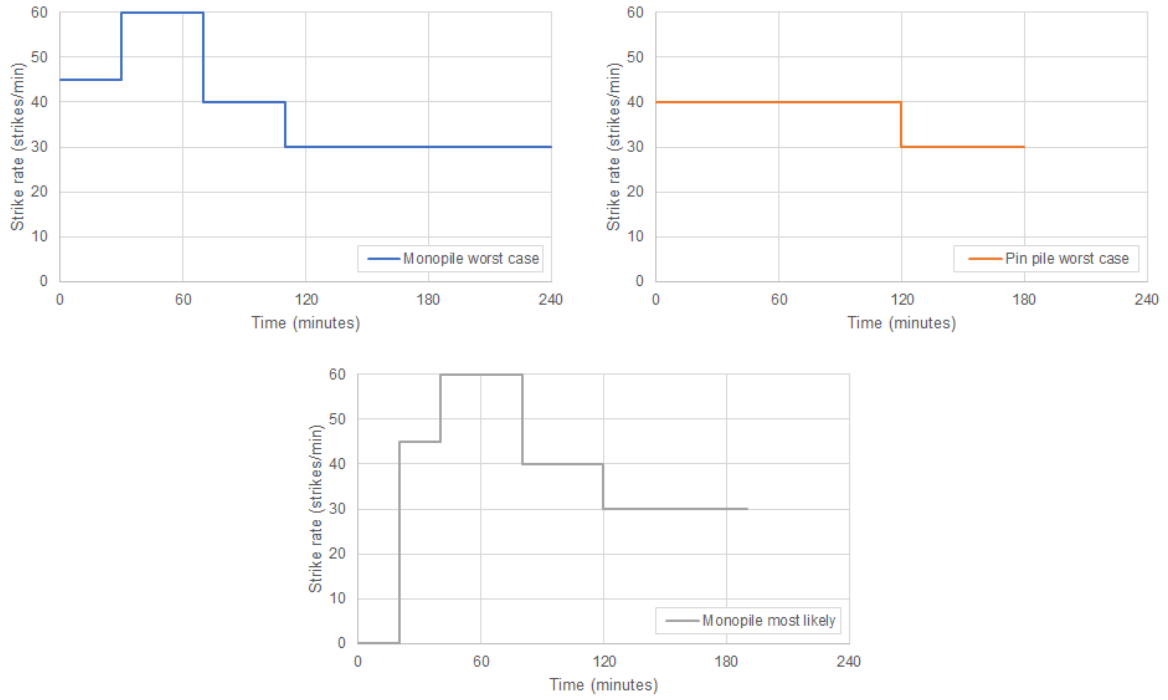 60
50
40
30
20
10
0
Strike rate (strikes/min)
Monopile worst case
0 60 120 180 240
Time (minutes)
60
50
40
30
20
10
0
Strike rate (strikes/min)
Pin pile worst case
0 60 120 180 240
Time (minutes)
60
50
40
30
20
10
0
Strike rate (strikes/min)
Monopile most likely
0 60 120 180 240
Time (minutes)